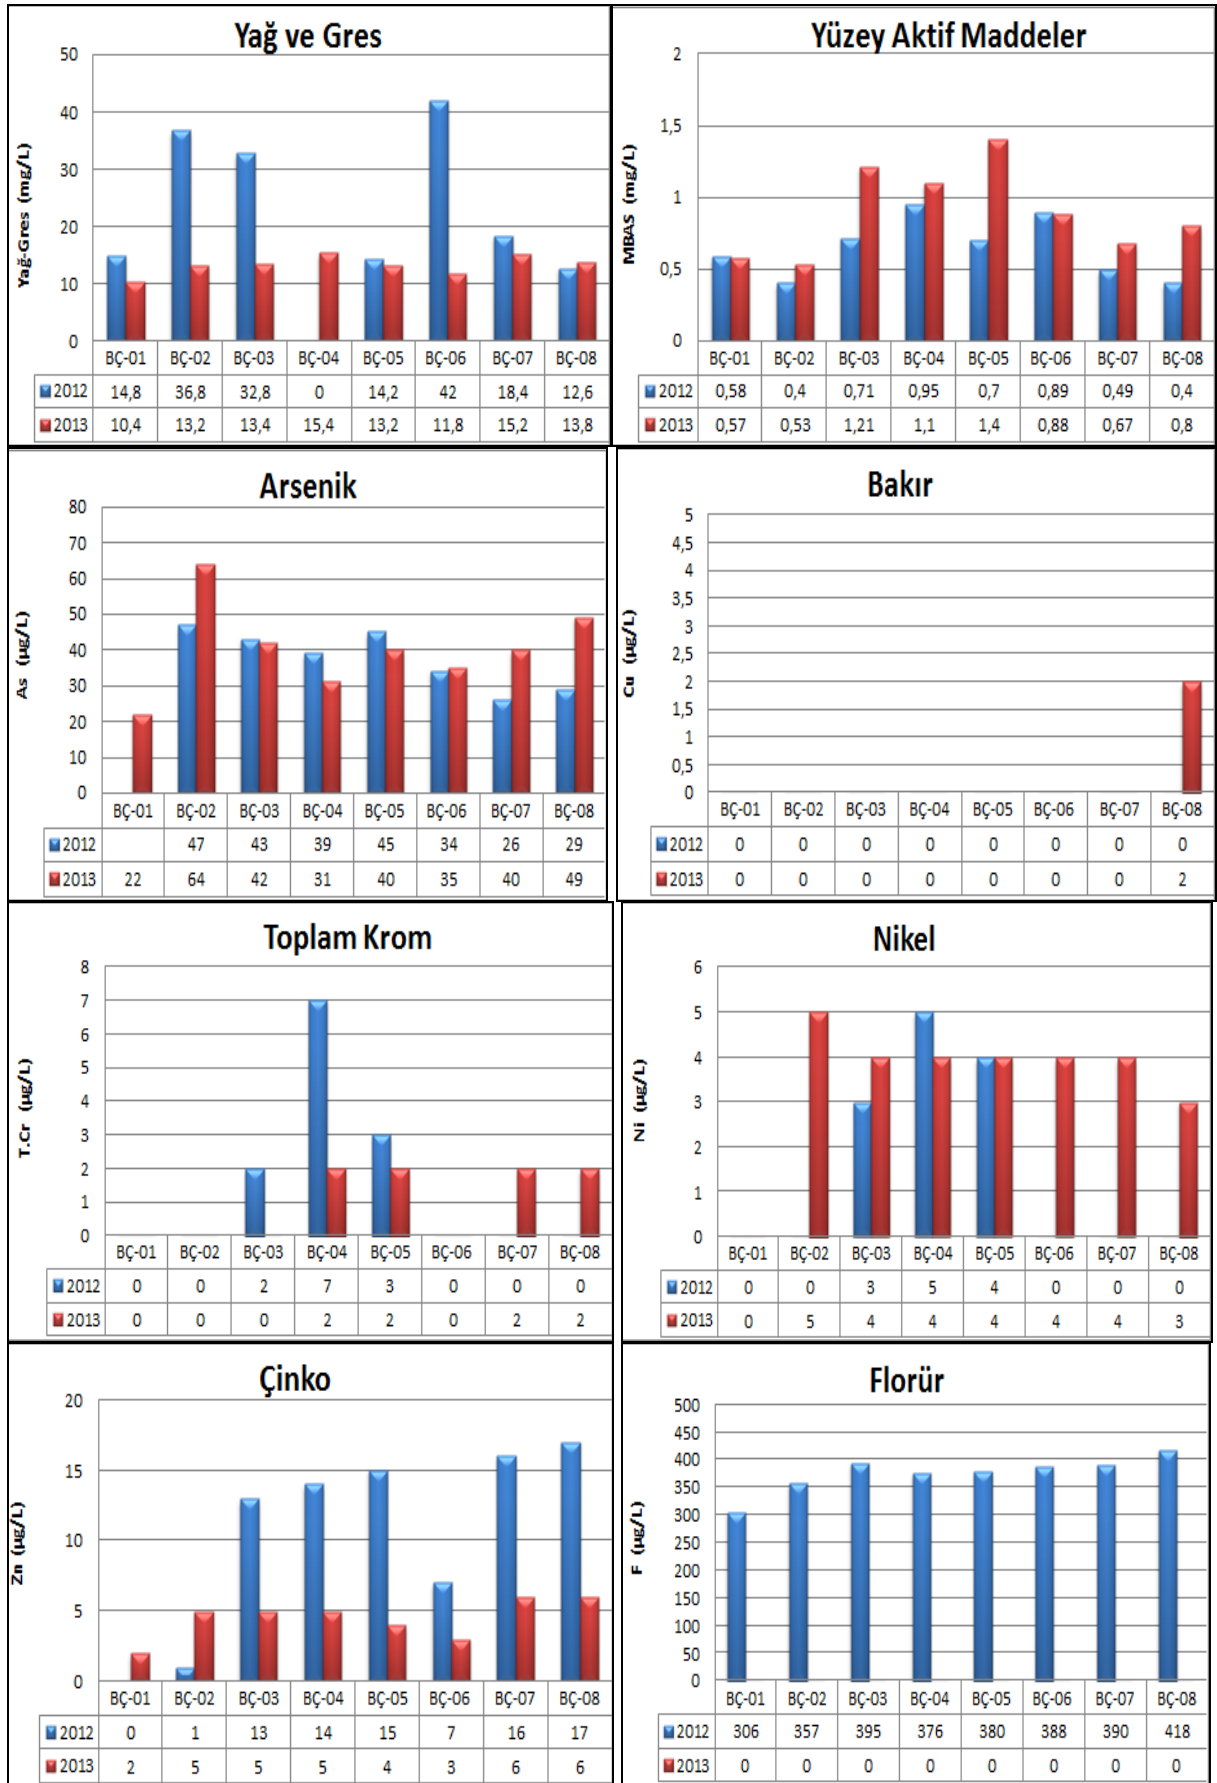 Yağ ve Gres
50
40
30
20
10
0
Yağ-Gres (mg/L)
BÇ-01 BÇ-02 BÇ-03 BÇ-04 BÇ-05 BÇ-06 BÇ-07 BÇ-08
2012 14,8 36,8 32,8 0 14,2 42 18,4 12,6
2013 10,4 13,2 13,4 15,4 13,2 11,8 15,2 13,8
Yüzey Aktif Maddeler
2
1,5
1
0,5
0
MBAS (mg/L)
BÇ-01 BÇ-02 BÇ-03 BÇ-04 BÇ-05 BÇ-06 BÇ-07 BÇ-08
2012 0,58 0,4 0,71 0,95 0,7 0,89 0,49 0,4
2013 0,57 0,53 1,21 1,1 1,4 0,88 0,67 0,8
Arsenik
80
70
60
50
40
30
20
10
0
As (µg/L)
BÇ-01 BÇ-02 BÇ-03 BÇ-04 BÇ-05 BÇ-06 BÇ-07 BÇ-08
2012 47 43 39 45 34 26 29
2013 22 64 42 31 40 35 40 49
Bakır
5
4,5
4
3,5
3
2,5
2
1,5
1
0,5
0
Cu (µg/L)
BÇ-01 BÇ-02 BÇ-03 BÇ-04 BÇ-05 BÇ-06 BÇ-07 BÇ-08
2012 0 0 0 0 0 0 0 0
2013 0 0 0 0 0 0 0 2
Toplam Krom
8
7
6
5
4
3
2
1
0
T.Cr (µg/L)
BÇ-01 BÇ-02 BÇ-03 BÇ-04 BÇ-05 BÇ-06 BÇ-07 BÇ-08
2012 0 0 2 7 3 0 0 0
2013 0 0 0 2 2 0 2 2
Nikel
6
5
4
3
2
1
0
Ni (µg/L)
BÇ-01 BÇ-02 BÇ-03 BÇ-04 BÇ-05 BÇ-06 BÇ-07 BÇ-08
2012 0 0 3 5 4 0 0 0
2013 0 5 4 4 4 4 4 3
Çinko
20
15
10
5
0
Zn (µg/L)
BÇ-01 BÇ-02 BÇ-03 BÇ-04 BÇ-05 BÇ-06 BÇ-07 BÇ-08
2012 0 1 13 14 15 7 16 17
2013 2 5 5 5 4 3 6 6
Florür
500
450
400
350
300
250
200
150
100
50
0
F (µg/L)
BÇ-01 BÇ-02 BÇ-03 BÇ-04 BÇ-05 BÇ-06 BÇ-07 BÇ-08
2012 306 357 395 376 380 388 390 418
2013 0 0 0 0 0 0 0 0